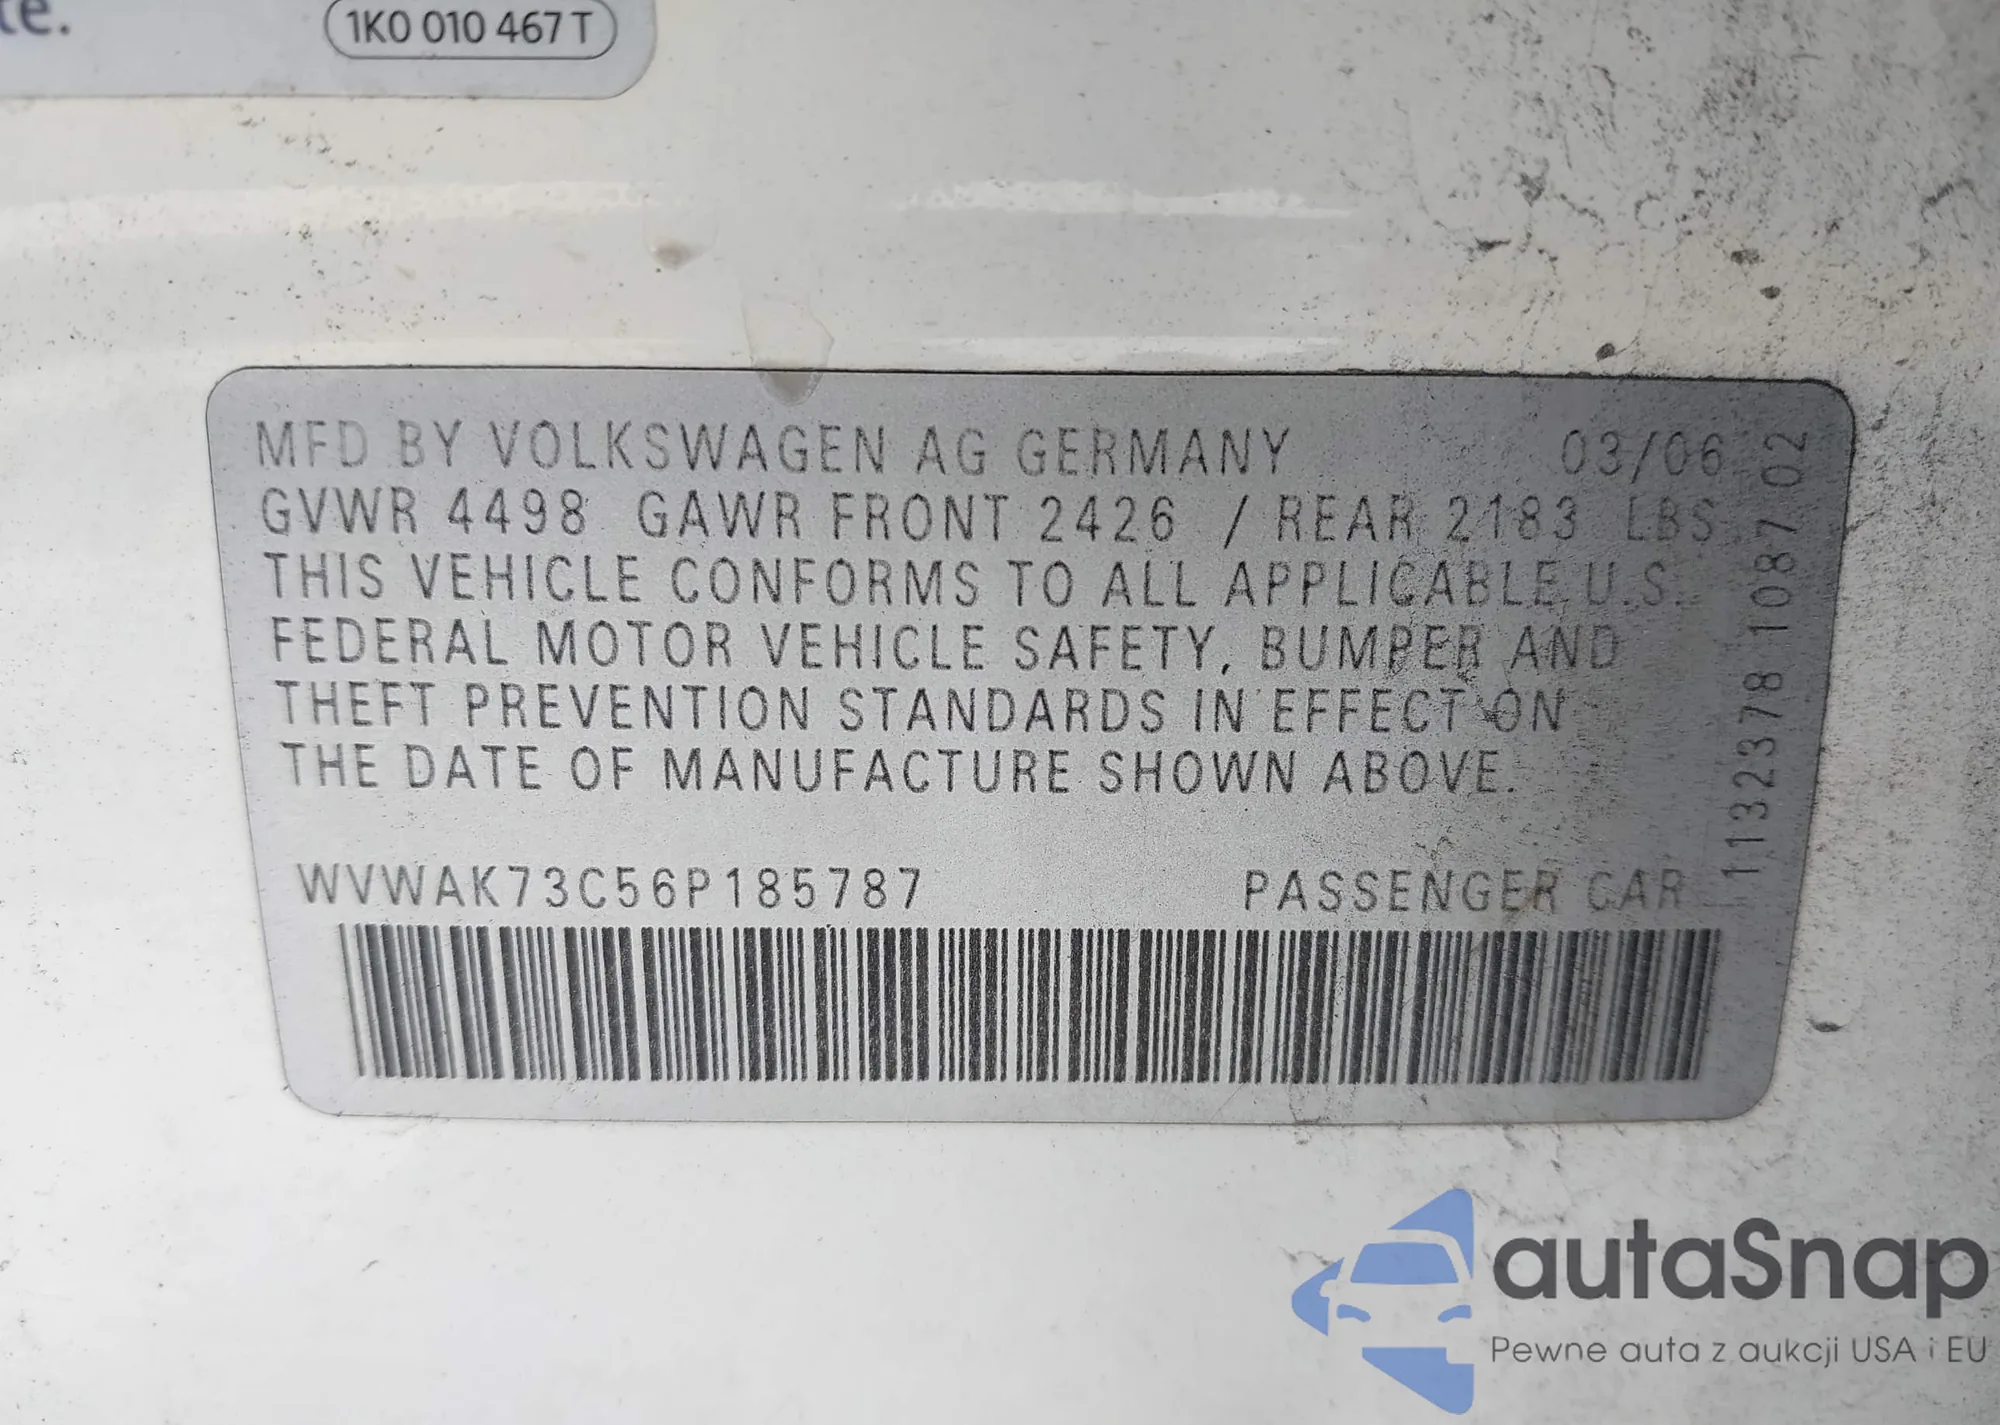 te.
1K0 010 467 T
MFD BY VOLKSWAGEN AG GERMANY 03/06
GVWR 4498 GAWR FRONT 2426 / REAR 2183 LBS
THIS VEHICLE CONFORMS TO ALL APPLICABLE U.S.
FEDERAL MOTOR VEHICLE SAFETY, BUMPER AND
THEFT PREVENTION STANDARDS IN EFFECT ON
THE DATE OF MANUFACTURE SHOWN ABOVE.
WVWAK73C56P185787 PASSENGER CAR
1132378 1087 02
autaSnap
Pewne auta z aukcji USA i EU